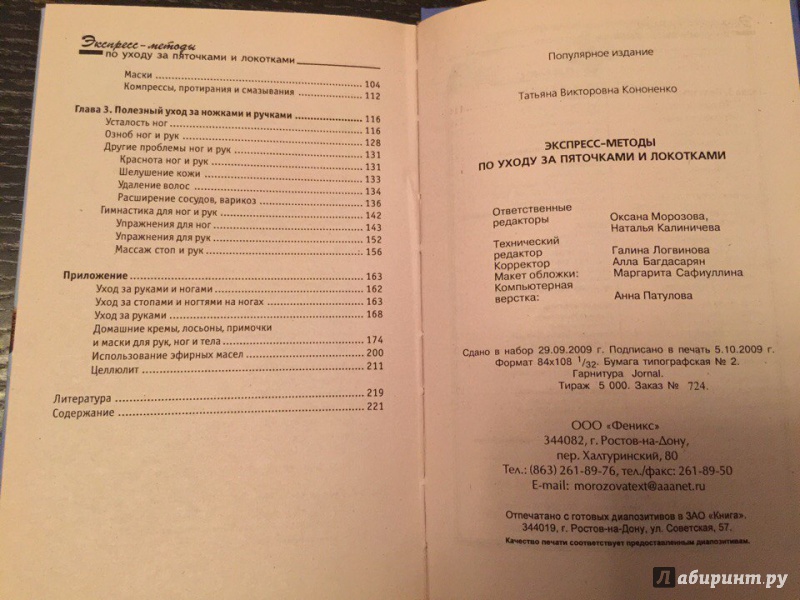 Экспресс-методы
по уходу за пяточками и локотками
Маски 104
Компрессы, протирания и смазывания 112
Глава 3. Полезный уход за ножками и ручками 116
Усталость ног 116
Озноб ног и рук 128
Другие проблемы ног и рук 131
Краснота ног и рук 131
Шелушение кожи 133
Удаление волос 134
Расширение сосудов, варикоз 136
Гимнастика для ног и рук 142
Упражнения для ног 143
Упражнения для рук 152
Массаж стоп и рук 156
Приложение 163
Уход за руками и ногами 162
Уход за стопами и ногтями на ногах 163
Уход за руками 168
Домашние кремы, лосьоны, примочки
и маски для рук, ног и тела 174
Использование эфирных масел 200
Целлюлит 211
Литература 219
Содержание 221
Популярное издание
Татьяна Викторовна Кононенко
ЭКСПРЕСС-МЕТОДЫ
ПО УХОДУ ЗА ПЯТОЧКАМИ И ЛОКОТКАМИ
Ответственные
редакторы Оксана Морозова,
Наталья Калиничева
Технический
редактор Галина Логвинова
Корректор Алла Багдасарян
Макет обложки: Маргарита Сафиуллина
Компьютерная
верстка: Анна Патулова
Сдано в набор 29.09.2009 г. Подписано в печать 5.10.2009 г.
Формат 84х108 1/32. Бумага типографская № 2.
Гарнитура Jornal.
Тираж 5 000. Заказ № 724.
ООО «Феникс»
344082, г. Ростов-на-Дону,
пер. Халтуринский, 80
Тел.: (863) 261-89-76, тел./факс: 261-89-50
E-mail: morozovatext@aaanet.ru
Отпечатано с готовых диапозитивов в ЗАО «Книга».
344019, г. Ростов-на-Дону, ул. Советская, 57.
Качество печати соответствует предоставленным диапозитивам.
Лабиринт.ру